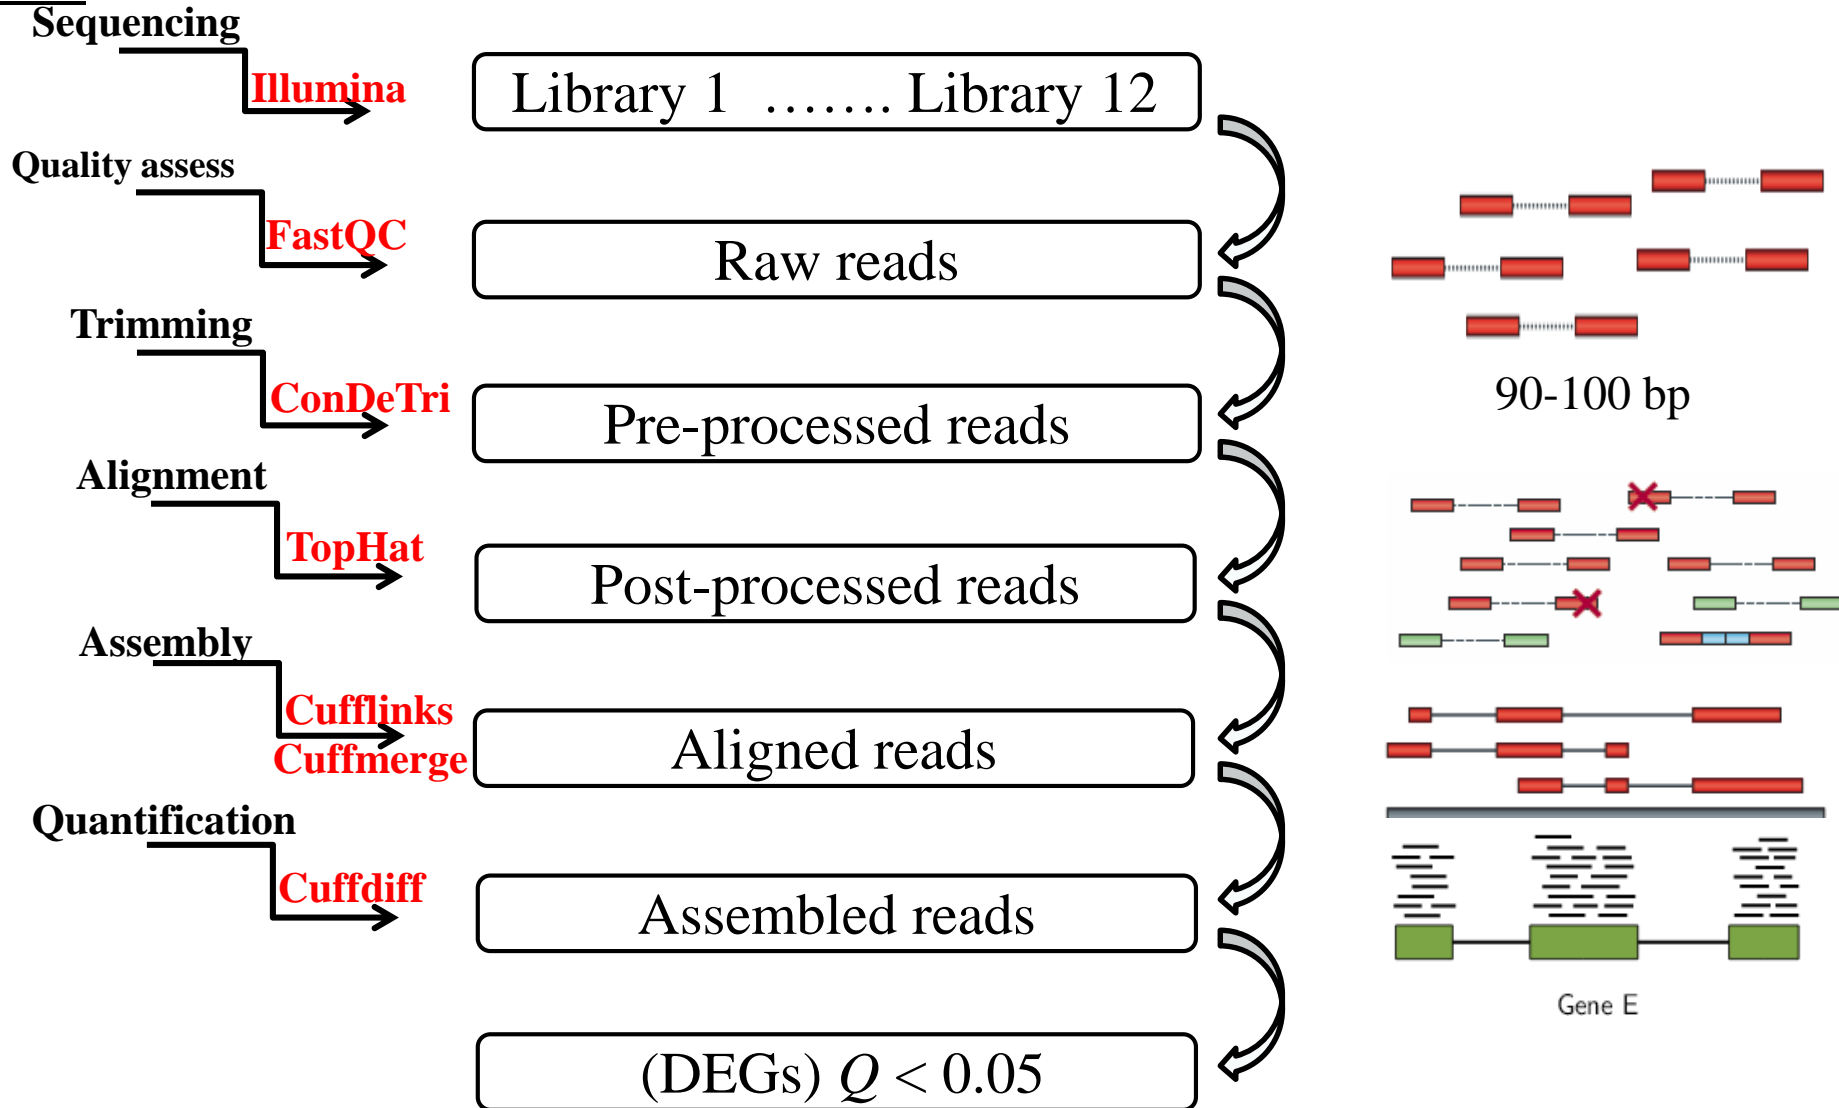 Sequencing
Illumina
Library 1 ....... Library 12
Quality assess
FastQC
Raw reads
Trimming
ConDeTri
Pre-processed reads
90-100 bp
Alignment
TopHat
Post-processed reads
Assembly
Cufflinks
Cuffmerge
Aligned reads
Quantification
Cuffdiff
Assembled reads
Gene E
(DEGs) Q < 0.05